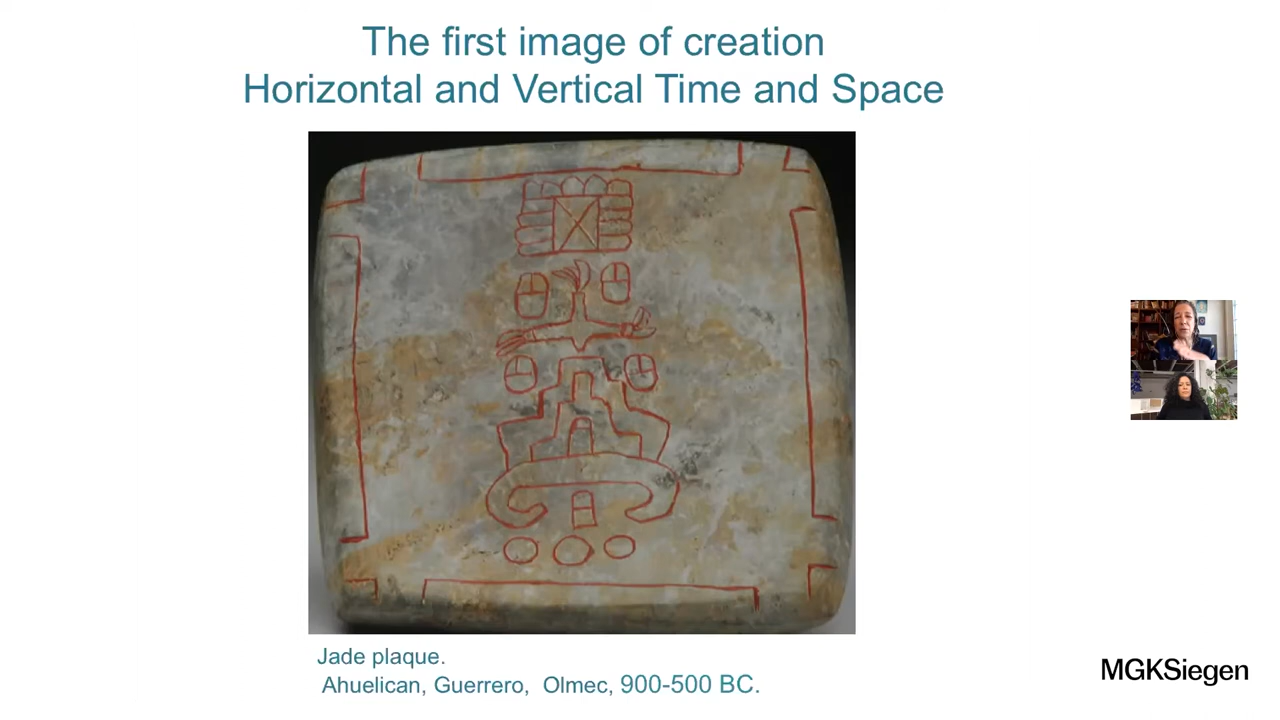 The first image of creation
Horizontal and Vertical Time and Space
Jade plaque.
Ahuelican, Guerrero, Olmec, 900-500 BC.
MGKSiegen